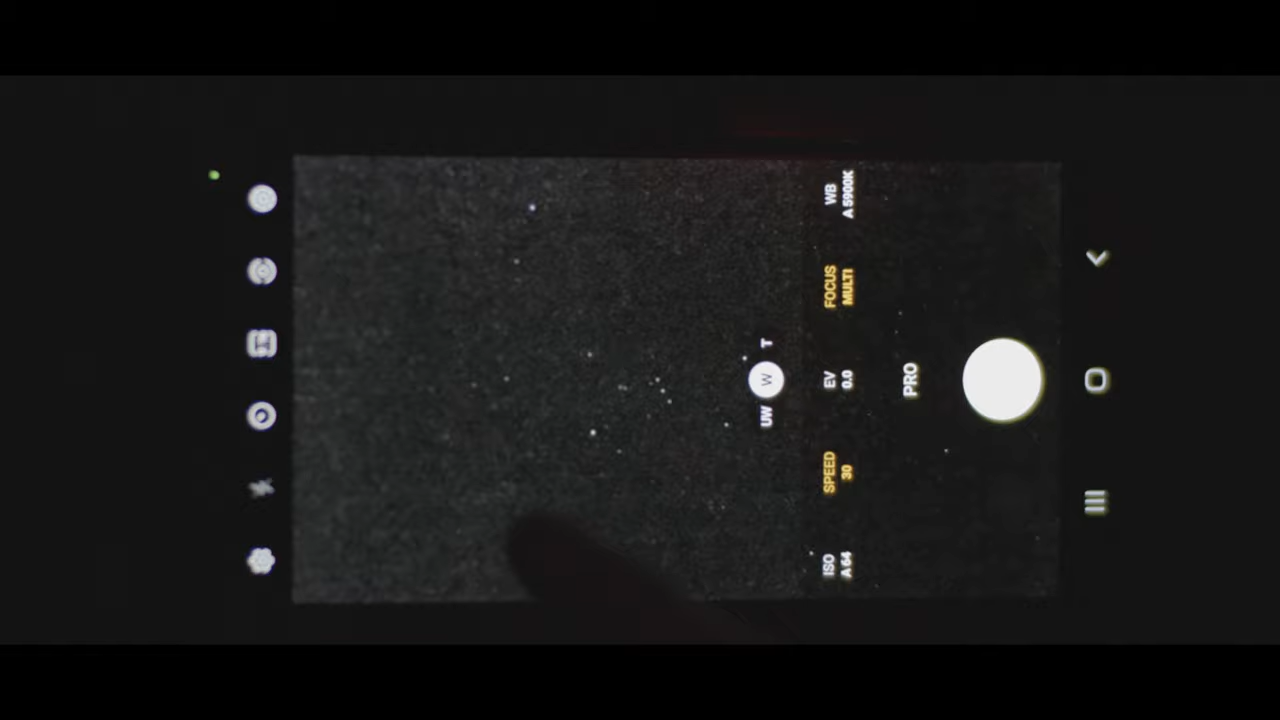 ISO
A 64
SPEED
30
EV
0.0
FOCUS
MULTI
WB
A 5900K
UW
W
T
PRO